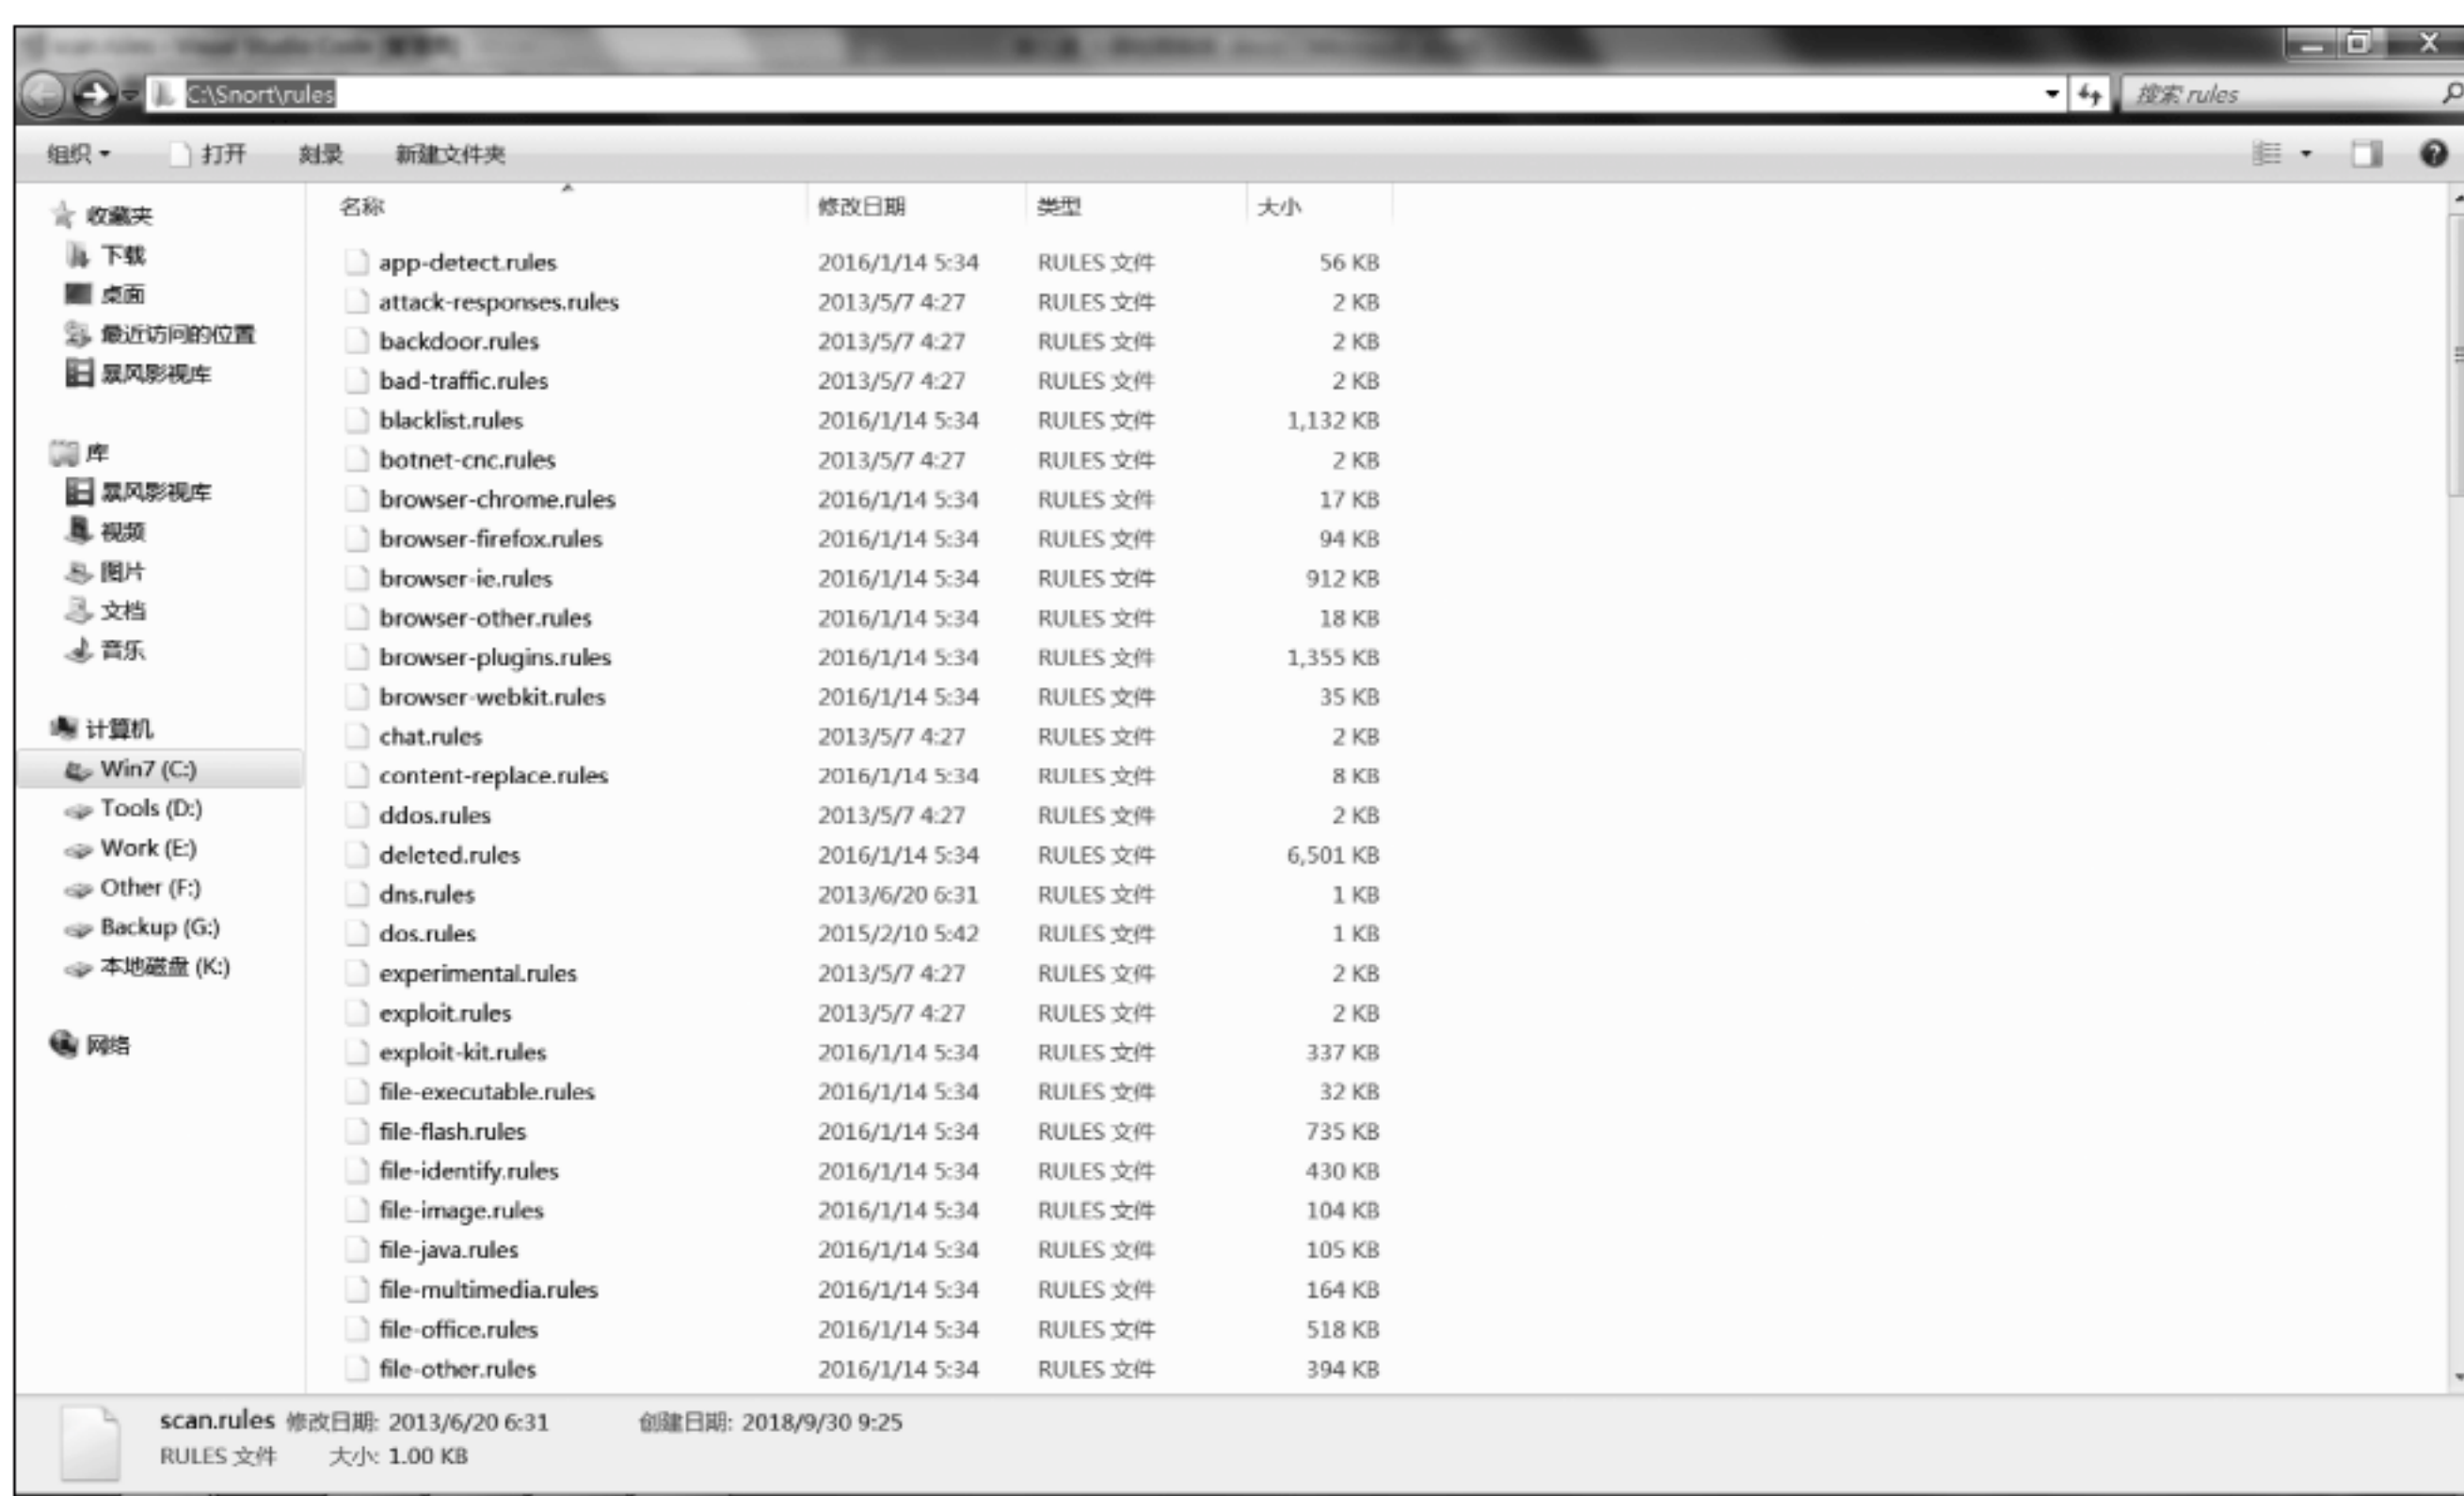 C:\Snort\rules
搜索 rules
组织 打开 刻录 新建文件夹
收藏夹
下载
桌面
最近访问的位置
暴风影视库
库
暴风影视库
视频
图片
文档
音乐
计算机
Win7 (C:)
Tools (D:)
Work (E:)
Other (F:)
Backup (G:)
本地磁盘 (K:)
网络
名称 修改日期 类型 大小
app-detect.rules 2016/1/14 5:34 RULES 文件 56 KB
attack-responses.rules 2013/5/7 4:27 RULES 文件 2 KB
backdoor.rules 2013/5/7 4:27 RULES 文件 2 KB
bad-traffic.rules 2013/5/7 4:27 RULES 文件 2 KB
blacklist.rules 2016/1/14 5:34 RULES 文件 1,132 KB
botnet-cnc.rules 2013/5/7 4:27 RULES 文件 2 KB
browser-chrome.rules 2016/1/14 5:34 RULES 文件 17 KB
browser-firefox.rules 2016/1/14 5:34 RULES 文件 94 KB
browser-ie.rules 2016/1/14 5:34 RULES 文件 912 KB
browser-other.rules 2016/1/14 5:34 RULES 文件 18 KB
browser-plugins.rules 2016/1/14 5:34 RULES 文件 1,355 KB
browser-webkit.rules 2016/1/14 5:34 RULES 文件 35 KB
chat.rules 2013/5/7 4:27 RULES 文件 2 KB
content-replace.rules 2016/1/14 5:34 RULES 文件 8 KB
ddos.rules 2013/5/7 4:27 RULES 文件 2 KB
deleted.rules 2016/1/14 5:34 RULES 文件 6,501 KB
dns.rules 2013/6/20 6:31 RULES 文件 1 KB
dos.rules 2015/2/10 5:42 RULES 文件 1 KB
experimental.rules 2013/5/7 4:27 RULES 文件 2 KB
exploit.rules 2013/5/7 4:27 RULES 文件 2 KB
exploit-kit.rules 2016/1/14 5:34 RULES 文件 337 KB
file-executable.rules 2016/1/14 5:34 RULES 文件 32 KB
file-flash.rules 2016/1/14 5:34 RULES 文件 735 KB
file-identify.rules 2016/1/14 5:34 RULES 文件 430 KB
file-image.rules 2016/1/14 5:34 RULES 文件 104 KB
file-java.rules 2016/1/14 5:34 RULES 文件 105 KB
file-multimedia.rules 2016/1/14 5:34 RULES 文件 164 KB
file-office.rules 2016/1/14 5:34 RULES 文件 518 KB
file-other.rules 2016/1/14 5:34 RULES 文件 394 KB
scan.rules 修改日期: 2013/6/20 6:31 创建日期: 2018/9/30 9:25
RULES 文件 大小: 1.00 KB